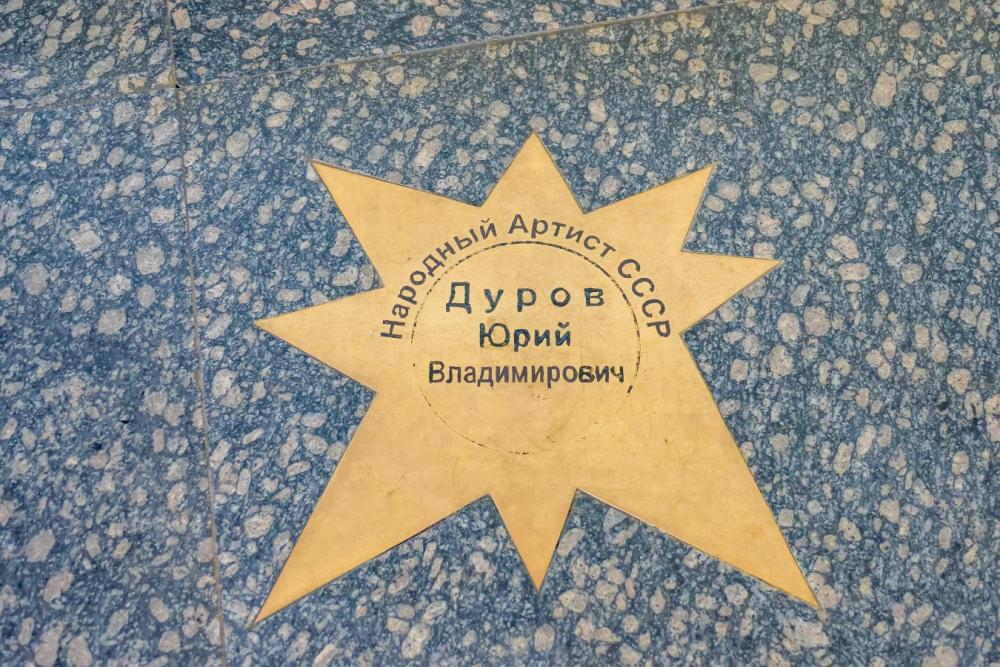 Народный Артист СССР
Дуров
Юрий
Владимирович